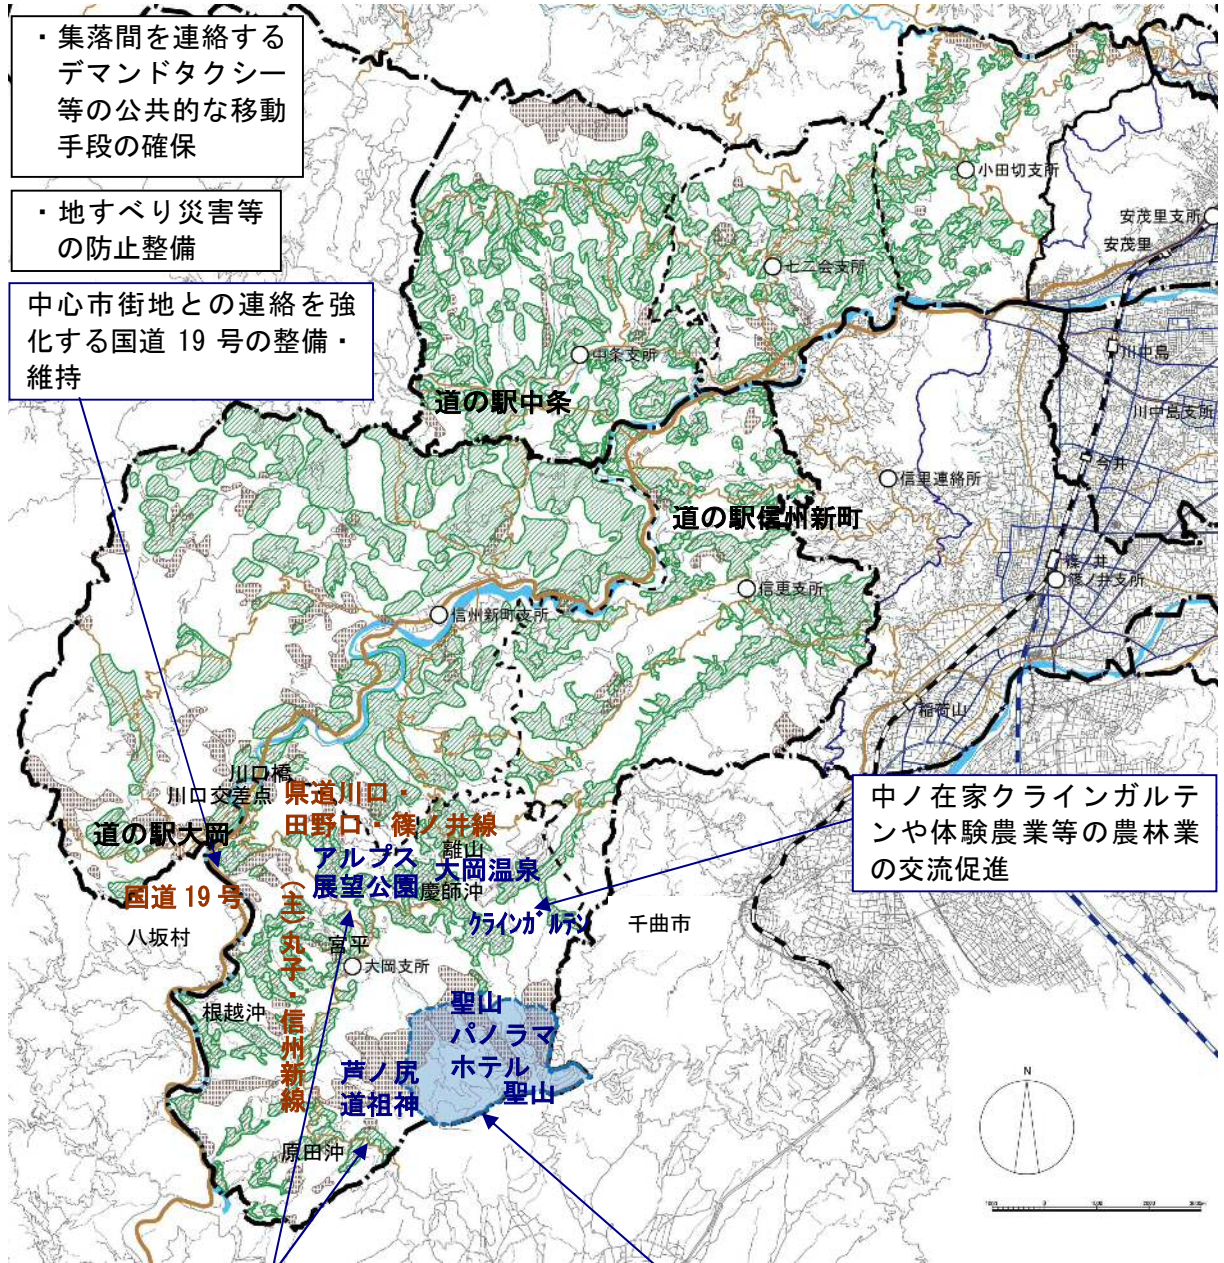 ・集落間を連絡する
デマンドタクシー
等の公共的な移動
手段の確保
・地すべり災害等
の防止整備
中心市街地との連絡を強
化する国道 19 号の整備・
維持
小田切支所
安茂里支所
安茂里
七二会支所
中条支所
川中島
川中島支所
道の駅中条
今井
信里連絡所
道の駅信州新町
篠ノ井
篠ノ井支所
信更支所
信州新町支所
稲荷山
川口橋
川口交差点
県道川口・
田野口・篠ノ井線
道の駅大岡
離山
アルプス
展望公園
大岡温泉
慶師沖
クラインガルテン
中ノ在家クラインガルテ
ンや体験農業等の農林業
の交流促進
国道 19 号
八坂村
千曲市
(主)丸子・信州新線
宮平
大岡支所
根越沖
聖山
パノラマ
ホテル
聖山
芦ノ尻
道祖神
原田沖
N